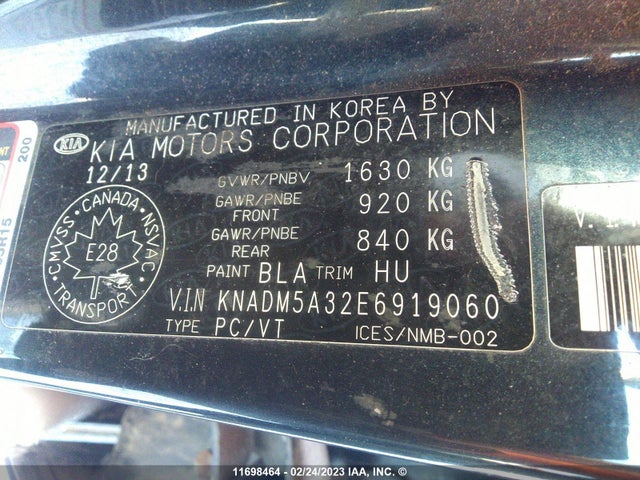 MANUFACTURED IN KOREA BY
KIA KIA MOTORS CORPORATION
12/13
GVWR/PNBV 1630 KG
GAWR/PNBE FRONT 920 KG
GAWR/PNBE REAR 840 KG
PAINT BLA TRIM HU
V.I.N KNADM5A32E6919060
TYPE PC/VT ICES/NMB-002
CANADA
CMVSS · NSVAC
E28
TRANSPORT
200
5R15
V.
11698464 - 02/24/2023 IAA, INC. ©